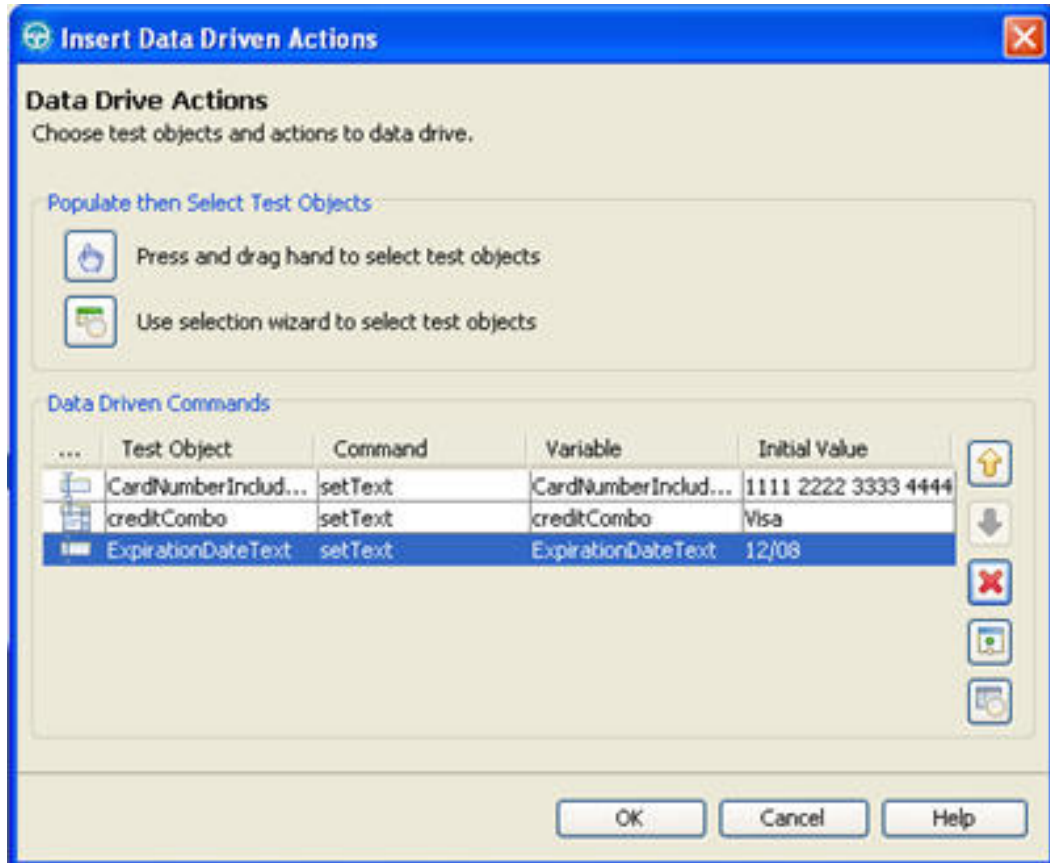 Insert Data Driven Actions
Data Drive Actions
Choose test objects and actions to data drive.
Populate then Select Test Objects
Press and drag hand to select test objects
Use selection wizard to select test objects
Data Driven Commands
... Test Object Command Variable Initial Value
CardNumberInclud... setText CardNumberInclud... 1111 2222 3333 4444
creditCombo setText creditCombo Visa
ExpirationDateText setText ExpirationDateText 12/08
OK Cancel Help